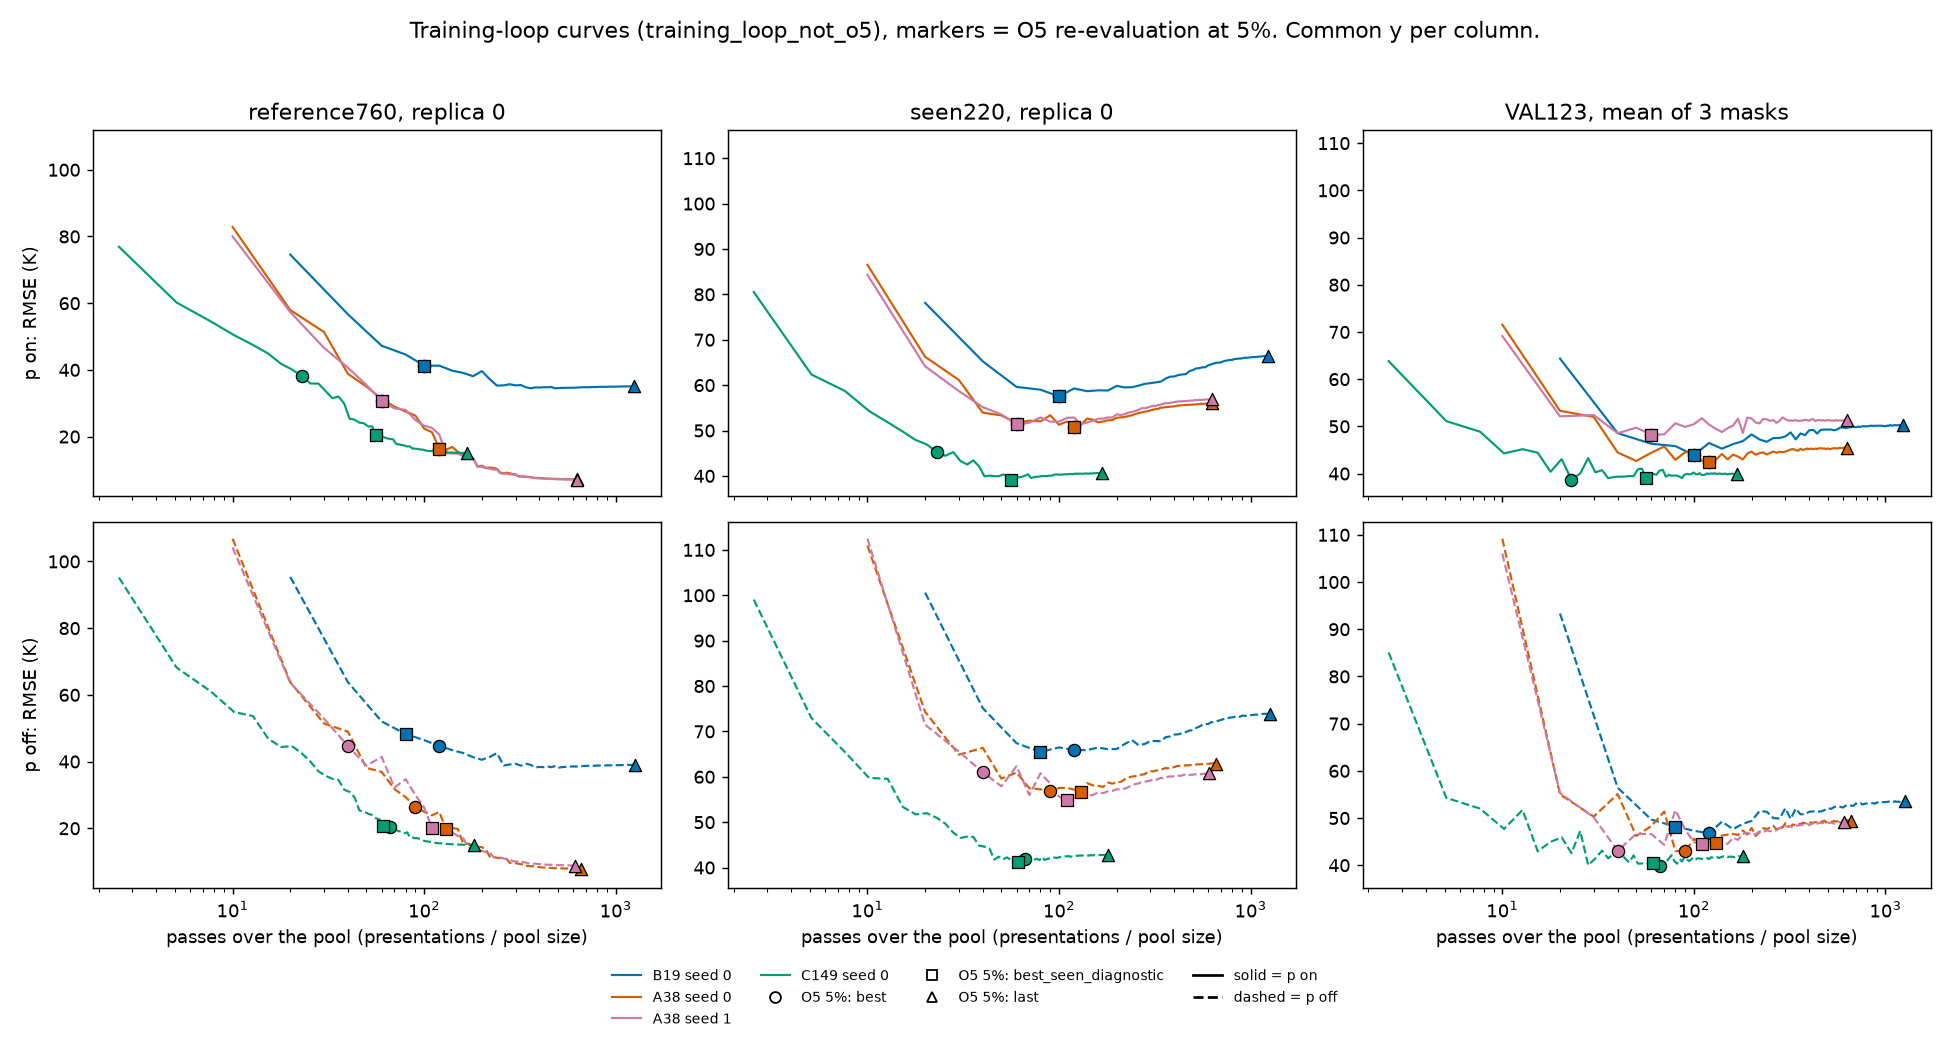 Training-loop curves (training_loop_not_o5), markers = O5 re-evaluation at 5%. Common y per column.
reference760, replica 0
seen220, replica 0
VAL123, mean of 3 masks
p on: RMSE (K)
100
80
60
40
20
110
100
90
80
70
60
50
40
110
100
90
80
70
60
50
40
p off: RMSE (K)
100
80
60
40
20
110
100
90
80
70
60
50
40
110
100
90
80
70
60
50
40
10¹ 10² 10³
10¹ 10² 10³
10¹ 10² 10³
passes over the pool (presentations / pool size)
passes over the pool (presentations / pool size)
passes over the pool (presentations / pool size)
B19 seed 0
A38 seed 0
A38 seed 1
C149 seed 0
O5 5%: best
O5 5%: best_seen_diagnostic
O5 5%: last
solid = p on
dashed = p off